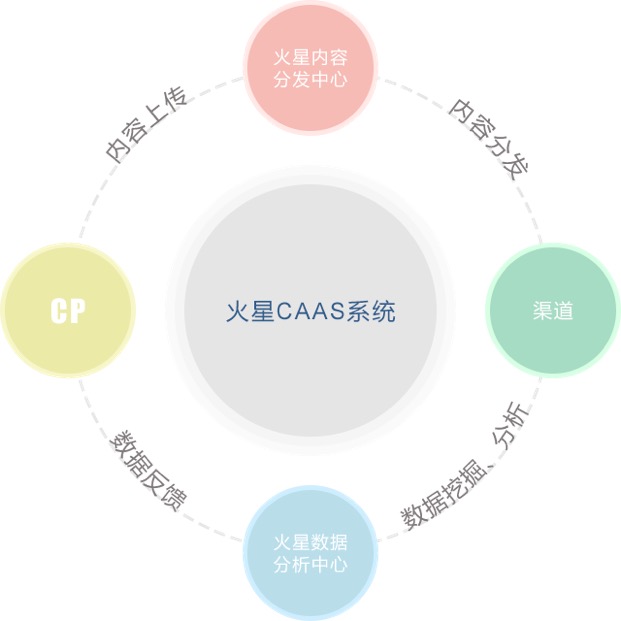 火星内容
分发中心
内容上传
内容分发
CP
火星CAAS系统
渠道
数据反馈
数据挖掘、分析
火星数据
分析中心